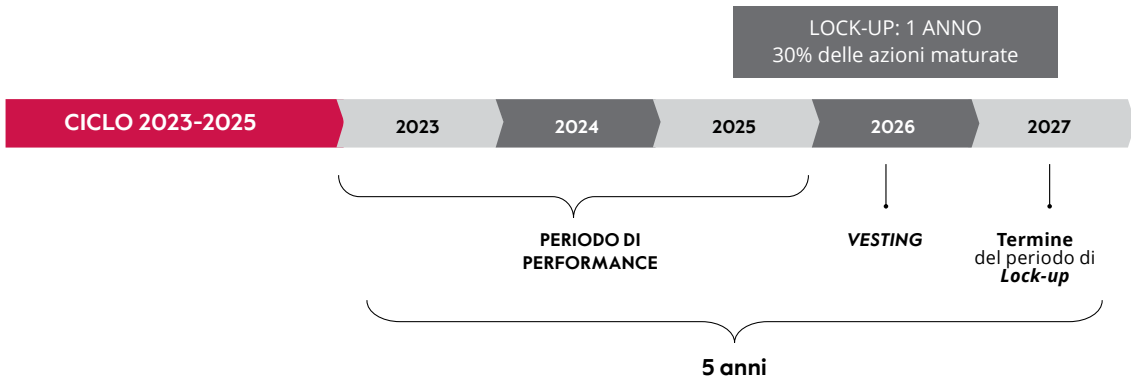 LOCK-UP: 1 ANNO
30% delle azioni maturate
CICLO 2023-2025
2023
2024
2025
2026
2027
PERIODO DI
PERFORMANCE
VESTING
Termine
del periodo di
Lock-up
5 anni